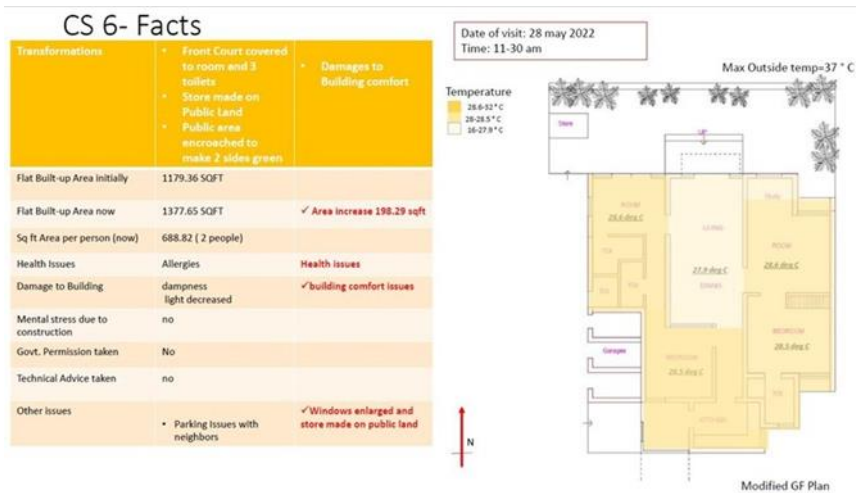 CS 6- Facts
Transformations
• Front Court covered
to room and 3
toilets
• Store made on
Public Land
• Public area
encroached to
make 2 sides green
• Damages to
Building comfort
Flat Built-up Area initially
1179.36 SQFT
Flat Built-up Area now
1377.65 SQFT
✓ Area increase 198.29 sqft
Sq ft Area per person (now)
688.82 ( 2 people)
Health Issues
Allergies
Health issues
Damage to Building
dampness
light decreased
✓building comfort issues
Mental stress due to
construction
no
Govt. Permission taken
No
Technical Advice taken
no
Other issues
• Parking Issues with
neighbors
✓Windows enlarged and
store made on public land
Date of visit: 28 may 2022
Time: 11-30 am
Max Outside temp=37 ° C
Temperature
28.6-32° C
28-28.5° C
16-27.9° C
Store
UP
ROOM
28.6 deg C
LIVING
27.9 deg C
DINING
ROOM
28.6 deg C
BEDROOM
28.5 deg C
Garages
BEDROOM
28.5 deg C
KITCHEN
N
Modified GF Plan